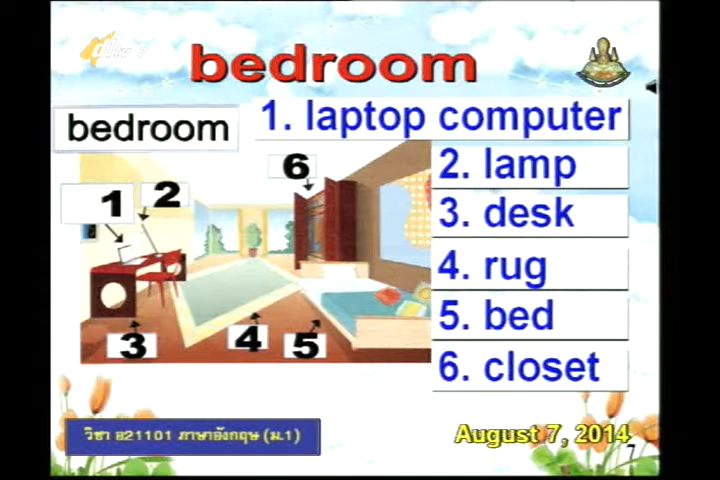 bedroom
bedroom
1. laptop computer
2. lamp
3. desk
4. rug
5. bed
6. closet
1
2
6
3
4
5
วิชา อ21101 ภาษาอังกฤษ (ม.1)
August 7, 2014
7